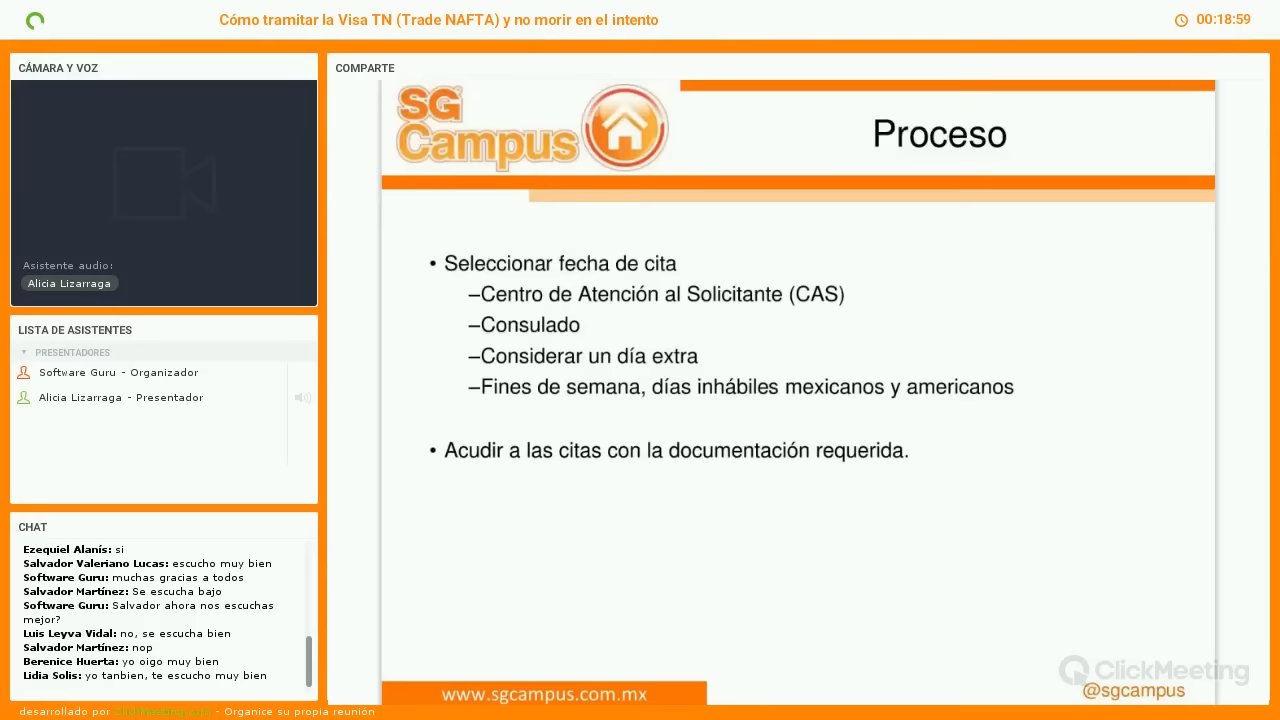 Cómo tramitar la Visa TN (Trade NAFTA) y no morir en el intento
00:18:59
CÁMARA Y VOZ
Asistente audio:
Alicia Lizarraga
LISTA DE ASISTENTES
PRESENTADORES
Software Guru - Organizador
Alicia Lizarraga - Presentador
CHAT
Ezequiel Alanís: si
Salvador Valeriano Lucas: escucho muy bien
Software Guru: muchas gracias a todos
Salvador Martínez: Se escucha bajo
Software Guru: Salvador ahora nos escuchas
mejor?
Luis Leyva Vidal: no, se escucha bien
Salvador Martínez: nop
Berenice Huerta: yo oigo muy bien
Lidia Solis: yo tanbien, te escucho muy bien
desarrollado por ClickMeeting.com - Organice su propia reunión
COMPARTE
SG
Campus
Proceso
• Seleccionar fecha de cita
–Centro de Atención al Solicitante (CAS)
–Consulado
–Considerar un día extra
–Fines de semana, días inhábiles mexicanos y americanos
• Acudir a las citas con la documentación requerida.
www.sgcampus.com.mx
ClickMeeting
@sgcampus